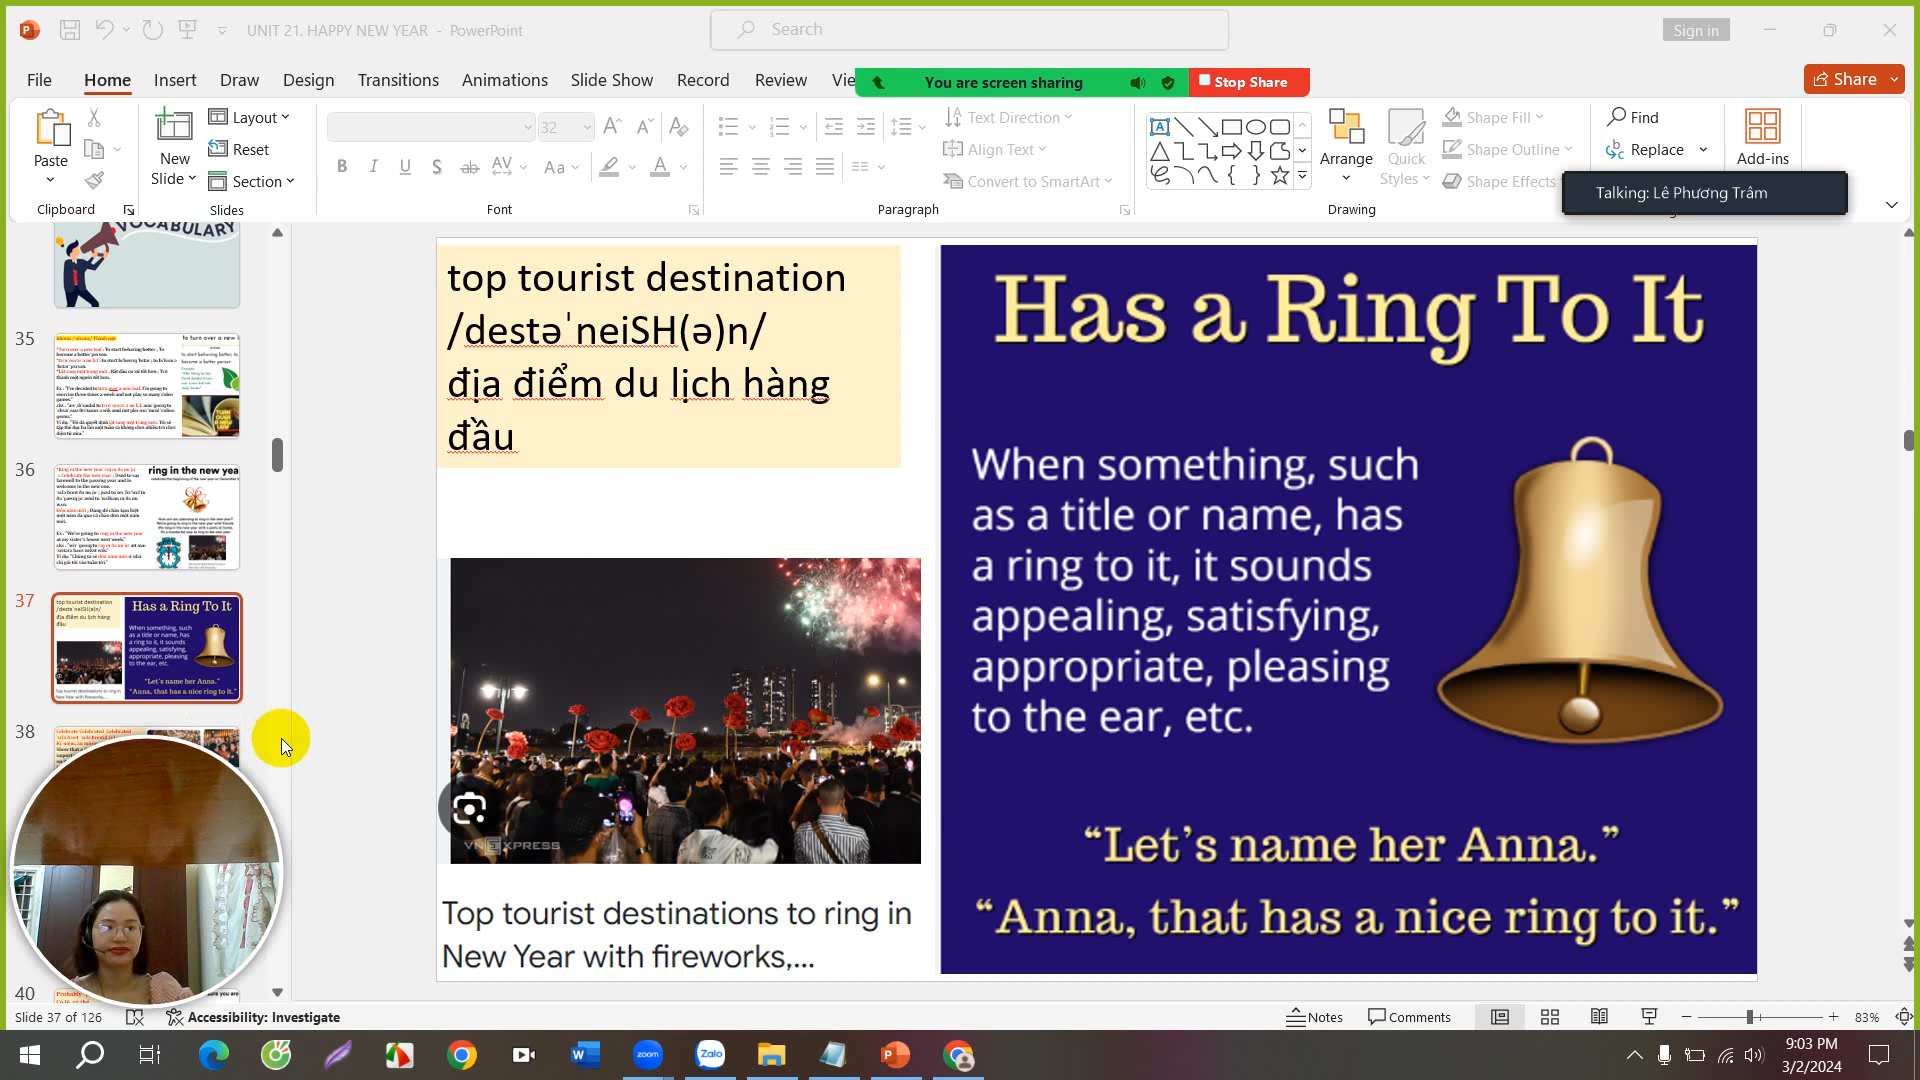 UNIT 21. HAPPY NEW YEAR - PowerPoint
Search
Sign in
File Home Insert Draw Design Transitions Animations Slide Show Record Review Vie
You are screen sharing
Stop Share
Share
Paste
New
Slide
Layout
Reset
Section
32
Text Direction
Align Text
Convert to SmartArt
Arrange
Quick
Styles
Shape Fill
Shape Outline
Shape Effects
Find
Replace
Add-ins
Talking: Lê Phương Trâm
Clipboard
Slides
Font
Paragraph
Drawing
VOCABULARY
35
36
ring in the new yea
37
38
40
top tourist destination
/destəˈneiSH(ə)n/
địa điểm du lịch hàng
đầu
VNEXPRESS
Top tourist destinations to ring in
New Year with fireworks,...
Has a Ring To It
When something, such
as a title or name, has
a ring to it, it sounds
appealing, satisfying,
appropriate, pleasing
to the ear, etc.
“Let’s name her Anna.”
“Anna, that has a nice ring to it.”
Slide 37 of 126
Accessibility: Investigate
Notes
Comments
83%
zoom
Zalo
9:03 PM
3/2/2024